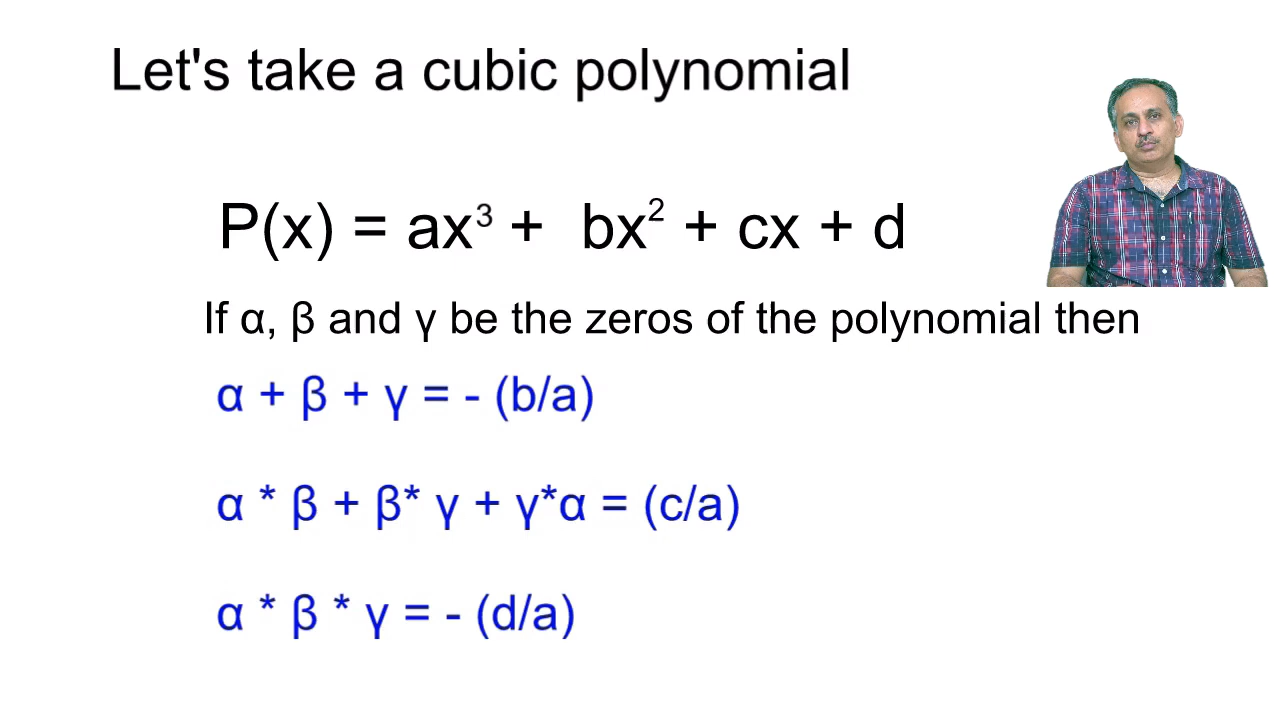 Let's take a cubic polynomial
P(x) = ax³ + bx² + cx + d
If α, β and γ be the zeros of the polynomial then
α + β + γ = - (b/a)
α * β + β* γ + γ*α = (c/a)
α * β * γ = - (d/a)